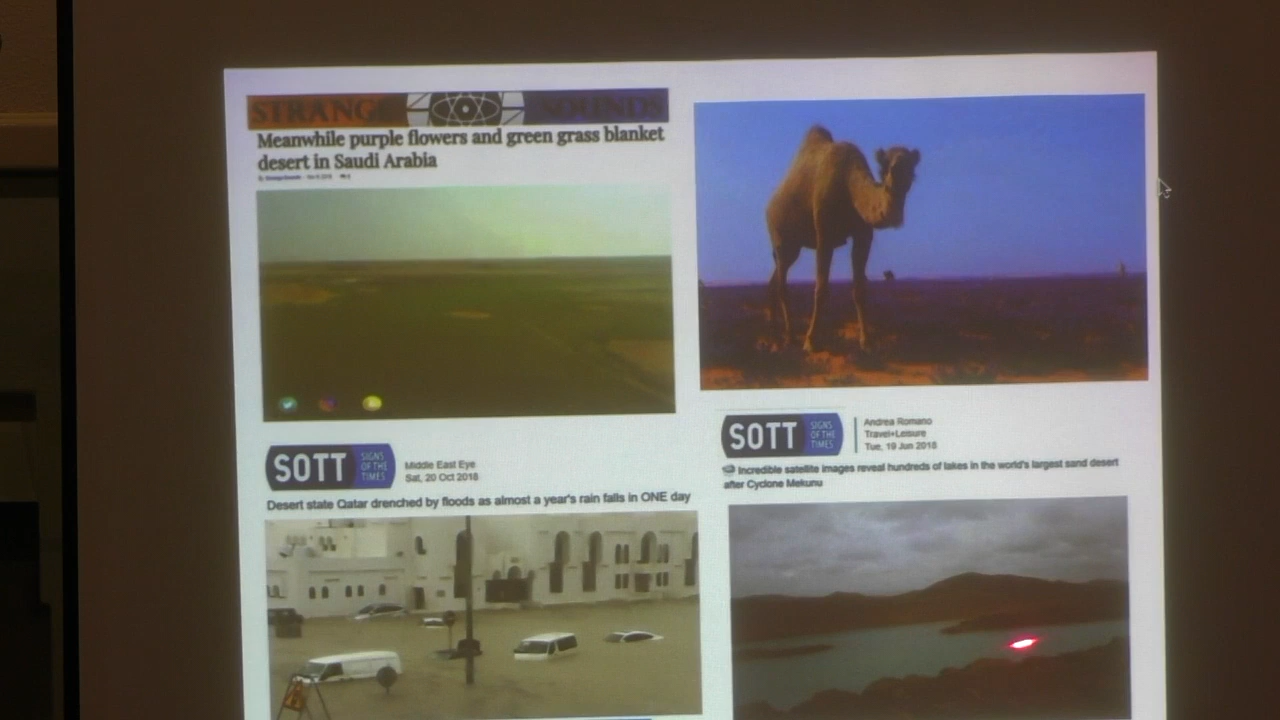 STRANGE SOUNDS
Meanwhile purple flowers and green grass blanket
desert in Saudi Arabia
SOTT
SIGNS
OF THE
TIMES
Middle East Eye
Sat, 20 Oct 2018
Desert state Qatar drenched by floods as almost a year's rain falls in ONE day
SOTT
SIGNS
OF THE
TIMES
Andrea Romano
Travel+Leisure
Tue, 19 Jun 2018
Incredible satellite images reveal hundreds of lakes in the world's largest sand desert
after Cyclone Mekunu